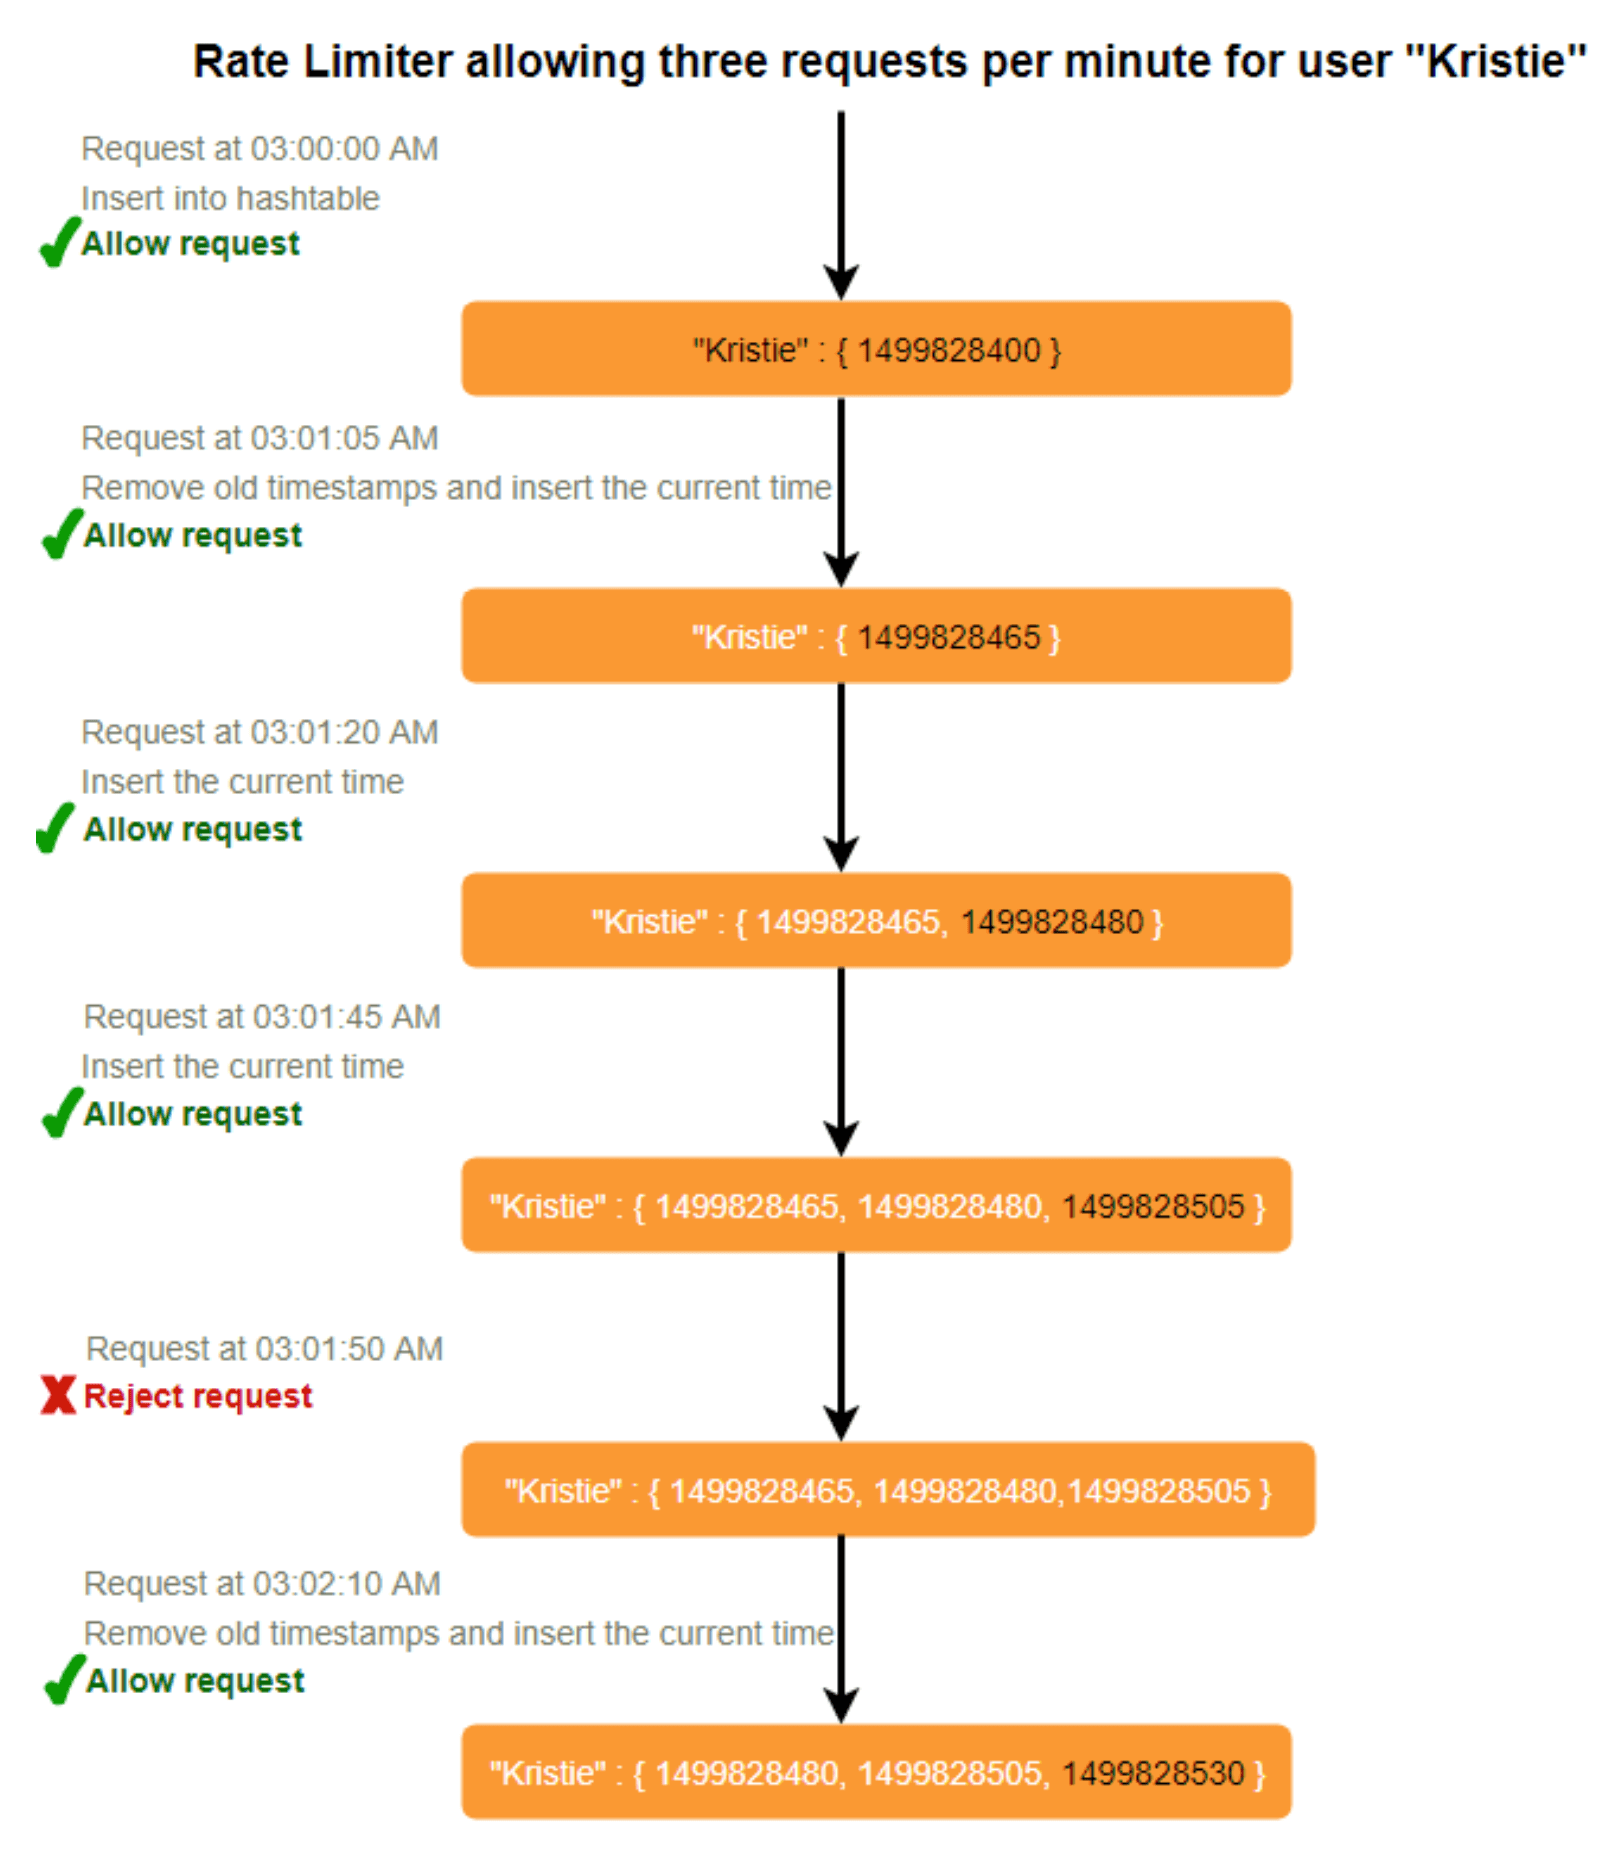 Rate Limiter allowing three requests per minute for user "Kristie"
Request at 03:00:00 AM
Insert into hashtable
Allow request
"Kristie" : { 1499828400 }
Request at 03:01:05 AM
Remove old timestamps and insert the current time
Allow request
"Kristie" : { 1499828465 }
Request at 03:01:20 AM
Insert the current time
Allow request
"Kristie" : { 1499828465, 1499828480 }
Request at 03:01:45 AM
Insert the current time
Allow request
"Kristie" : { 1499828465, 1499828480, 1499828505 }
Request at 03:01:50 AM
Reject request
"Kristie" : { 1499828465, 1499828480,1499828505 }
Request at 03:02:10 AM
Remove old timestamps and insert the current time
Allow request
"Kristie" : { 1499828480, 1499828505, 1499828530 }